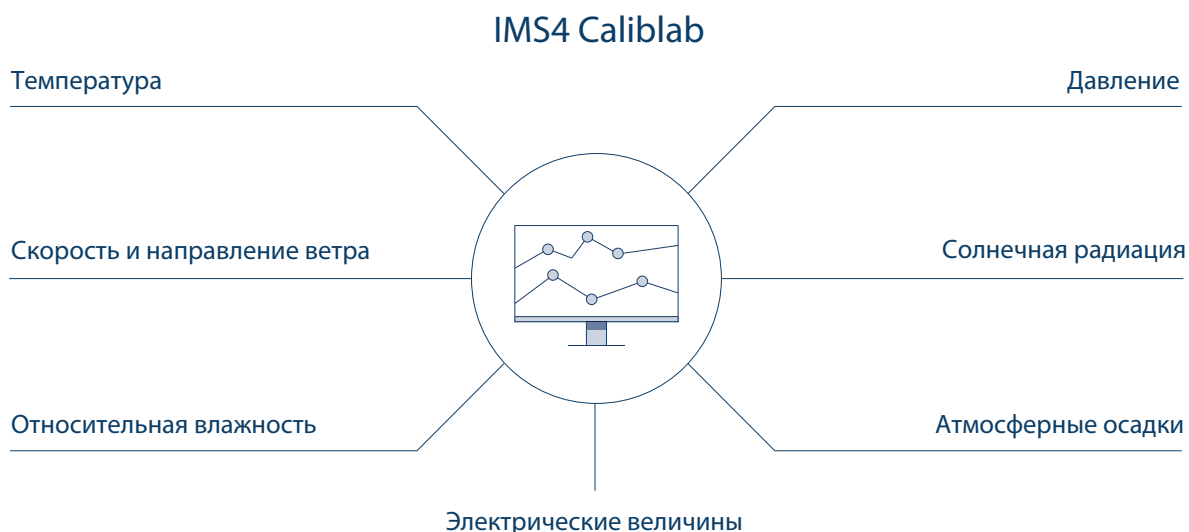 IMS4 Caliblab
Температура
Давление
Скорость и направление ветра
Солнечная радиация
Относительная влажность
Атмосферные осадки
Электрические величины